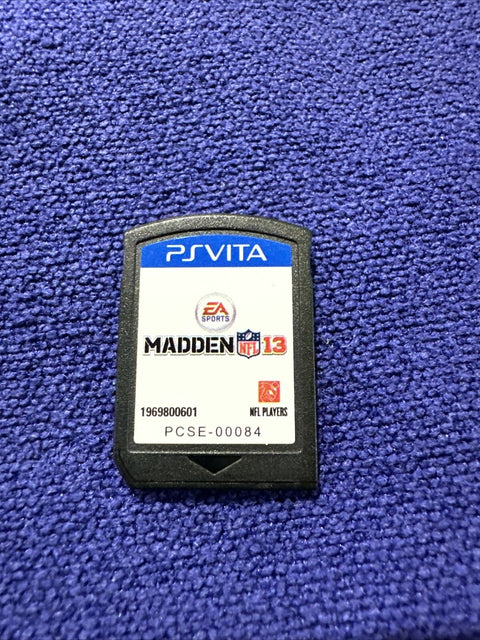 PSVITA
EA
SPORTS
MADDEN NFL 13
1969800601
NFL PLAYERS
PCSE-00084